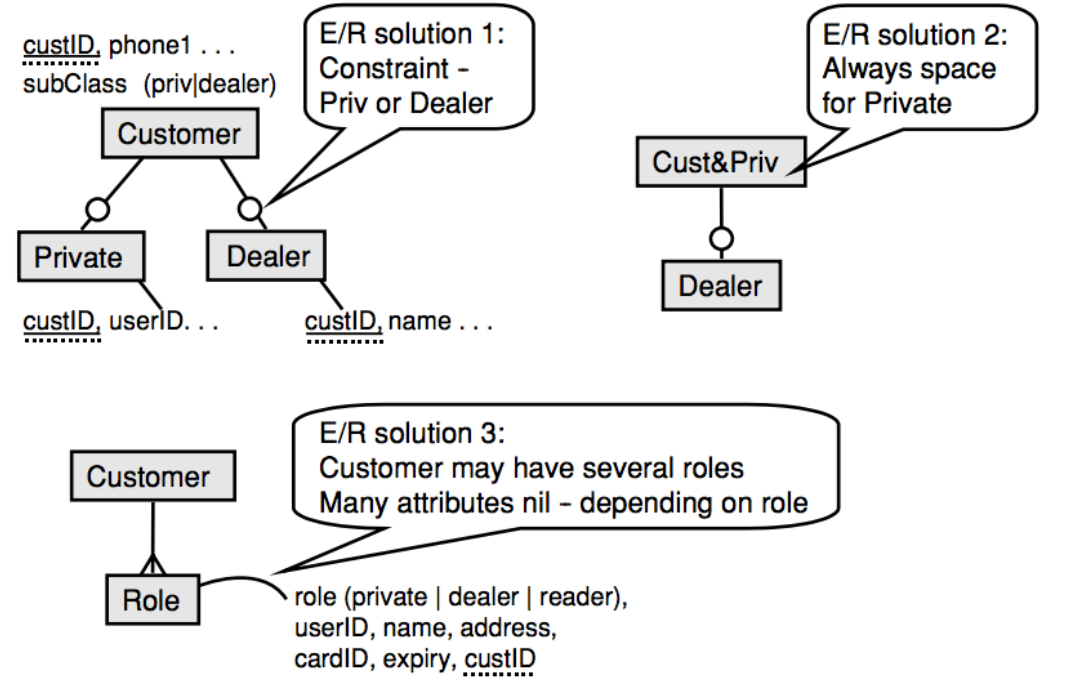 custID, phone1 . . .
subClass (priv|dealer)
Customer
E/R solution 1:
Constraint -
Priv or Dealer
Private
Dealer
custID, userID. . .
custID, name . . .
E/R solution 2:
Always space
for Private
Cust&Priv
Dealer
Customer
E/R solution 3:
Customer may have several roles
Many attributes nil - depending on role
Role
role (private | dealer | reader),
userID, name, address,
cardID, expiry, custID